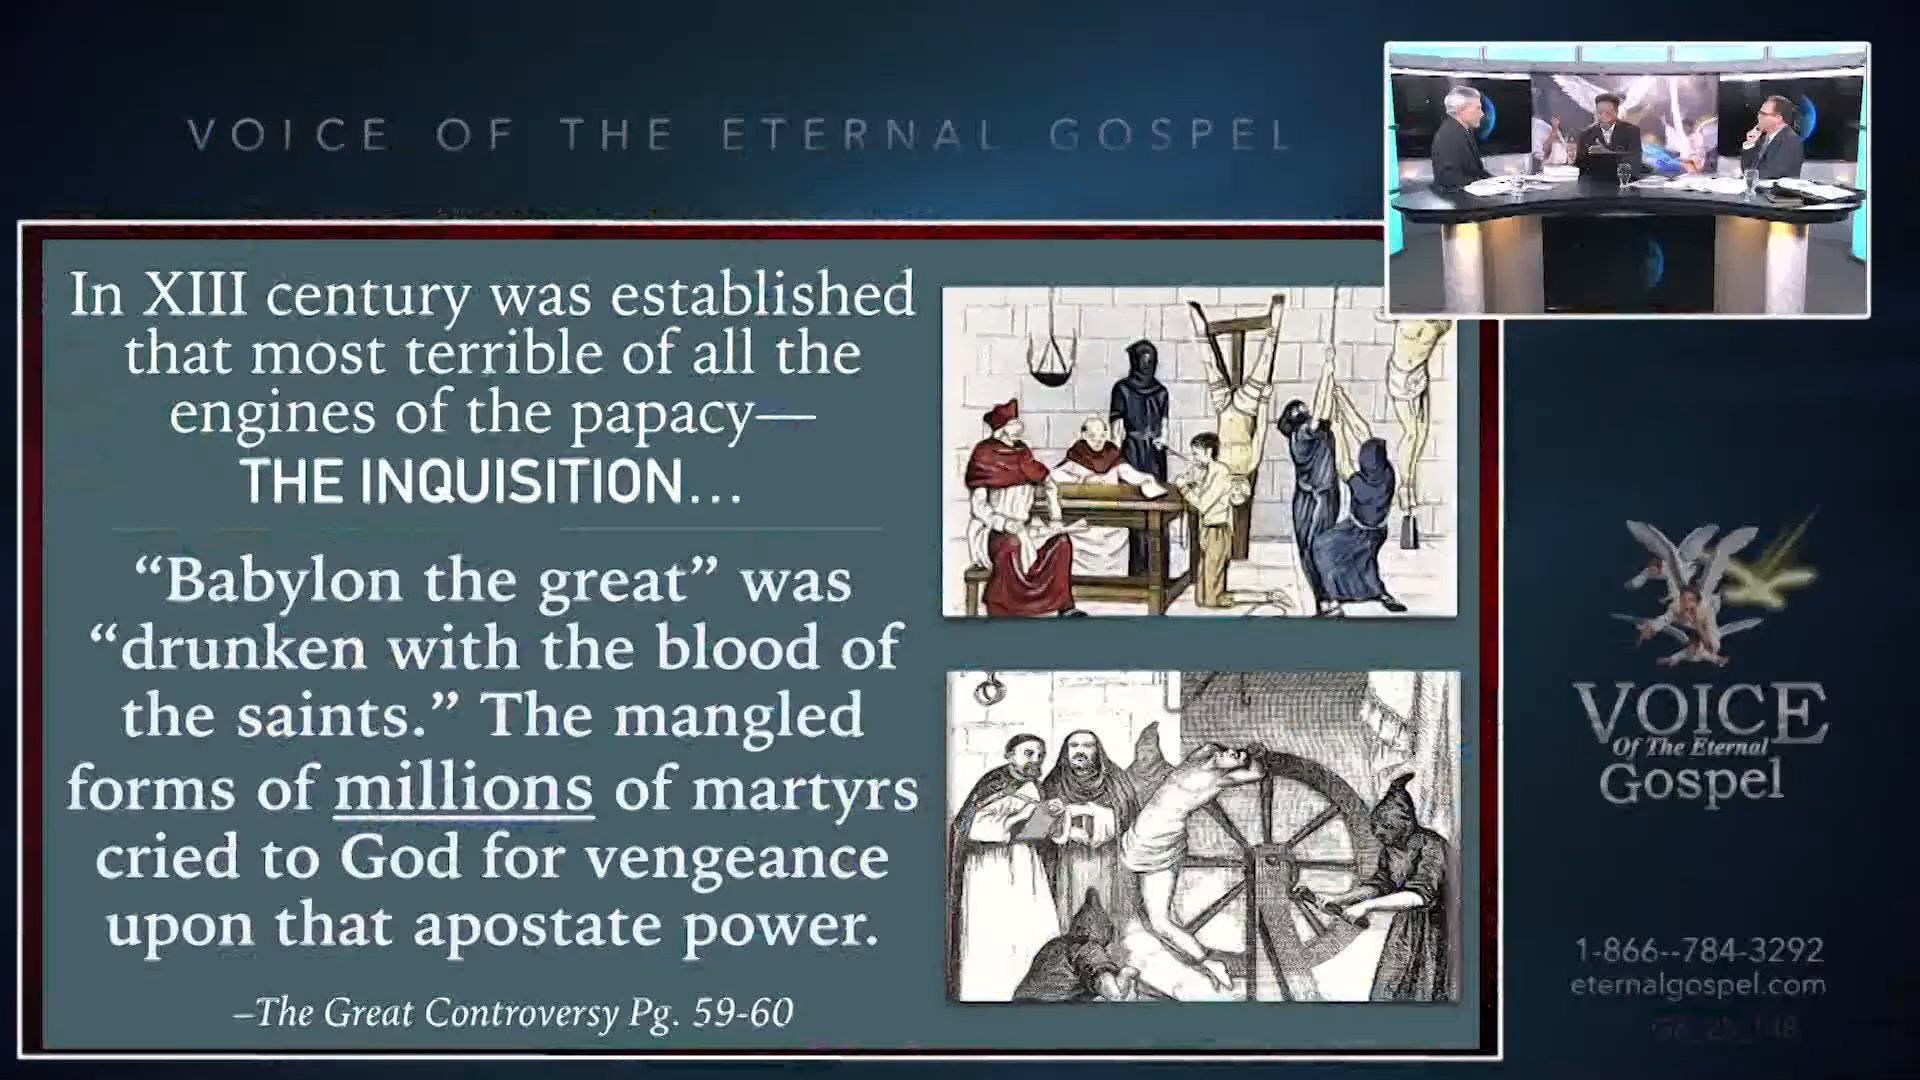 VOICE OF THE ETERNAL GOSPEL
In XIII century was established
that most terrible of all the
engines of the papacy—
THE INQUISITION...
“Babylon the great” was
“drunken with the blood of
the saints.” The mangled
forms of millions of martyrs
cried to God for vengeance
upon that apostate power.
–The Great Controversy Pg. 59-60
VOICE
Of The Eternal
Gospel
1-866--784-3292
eternalgospel.com